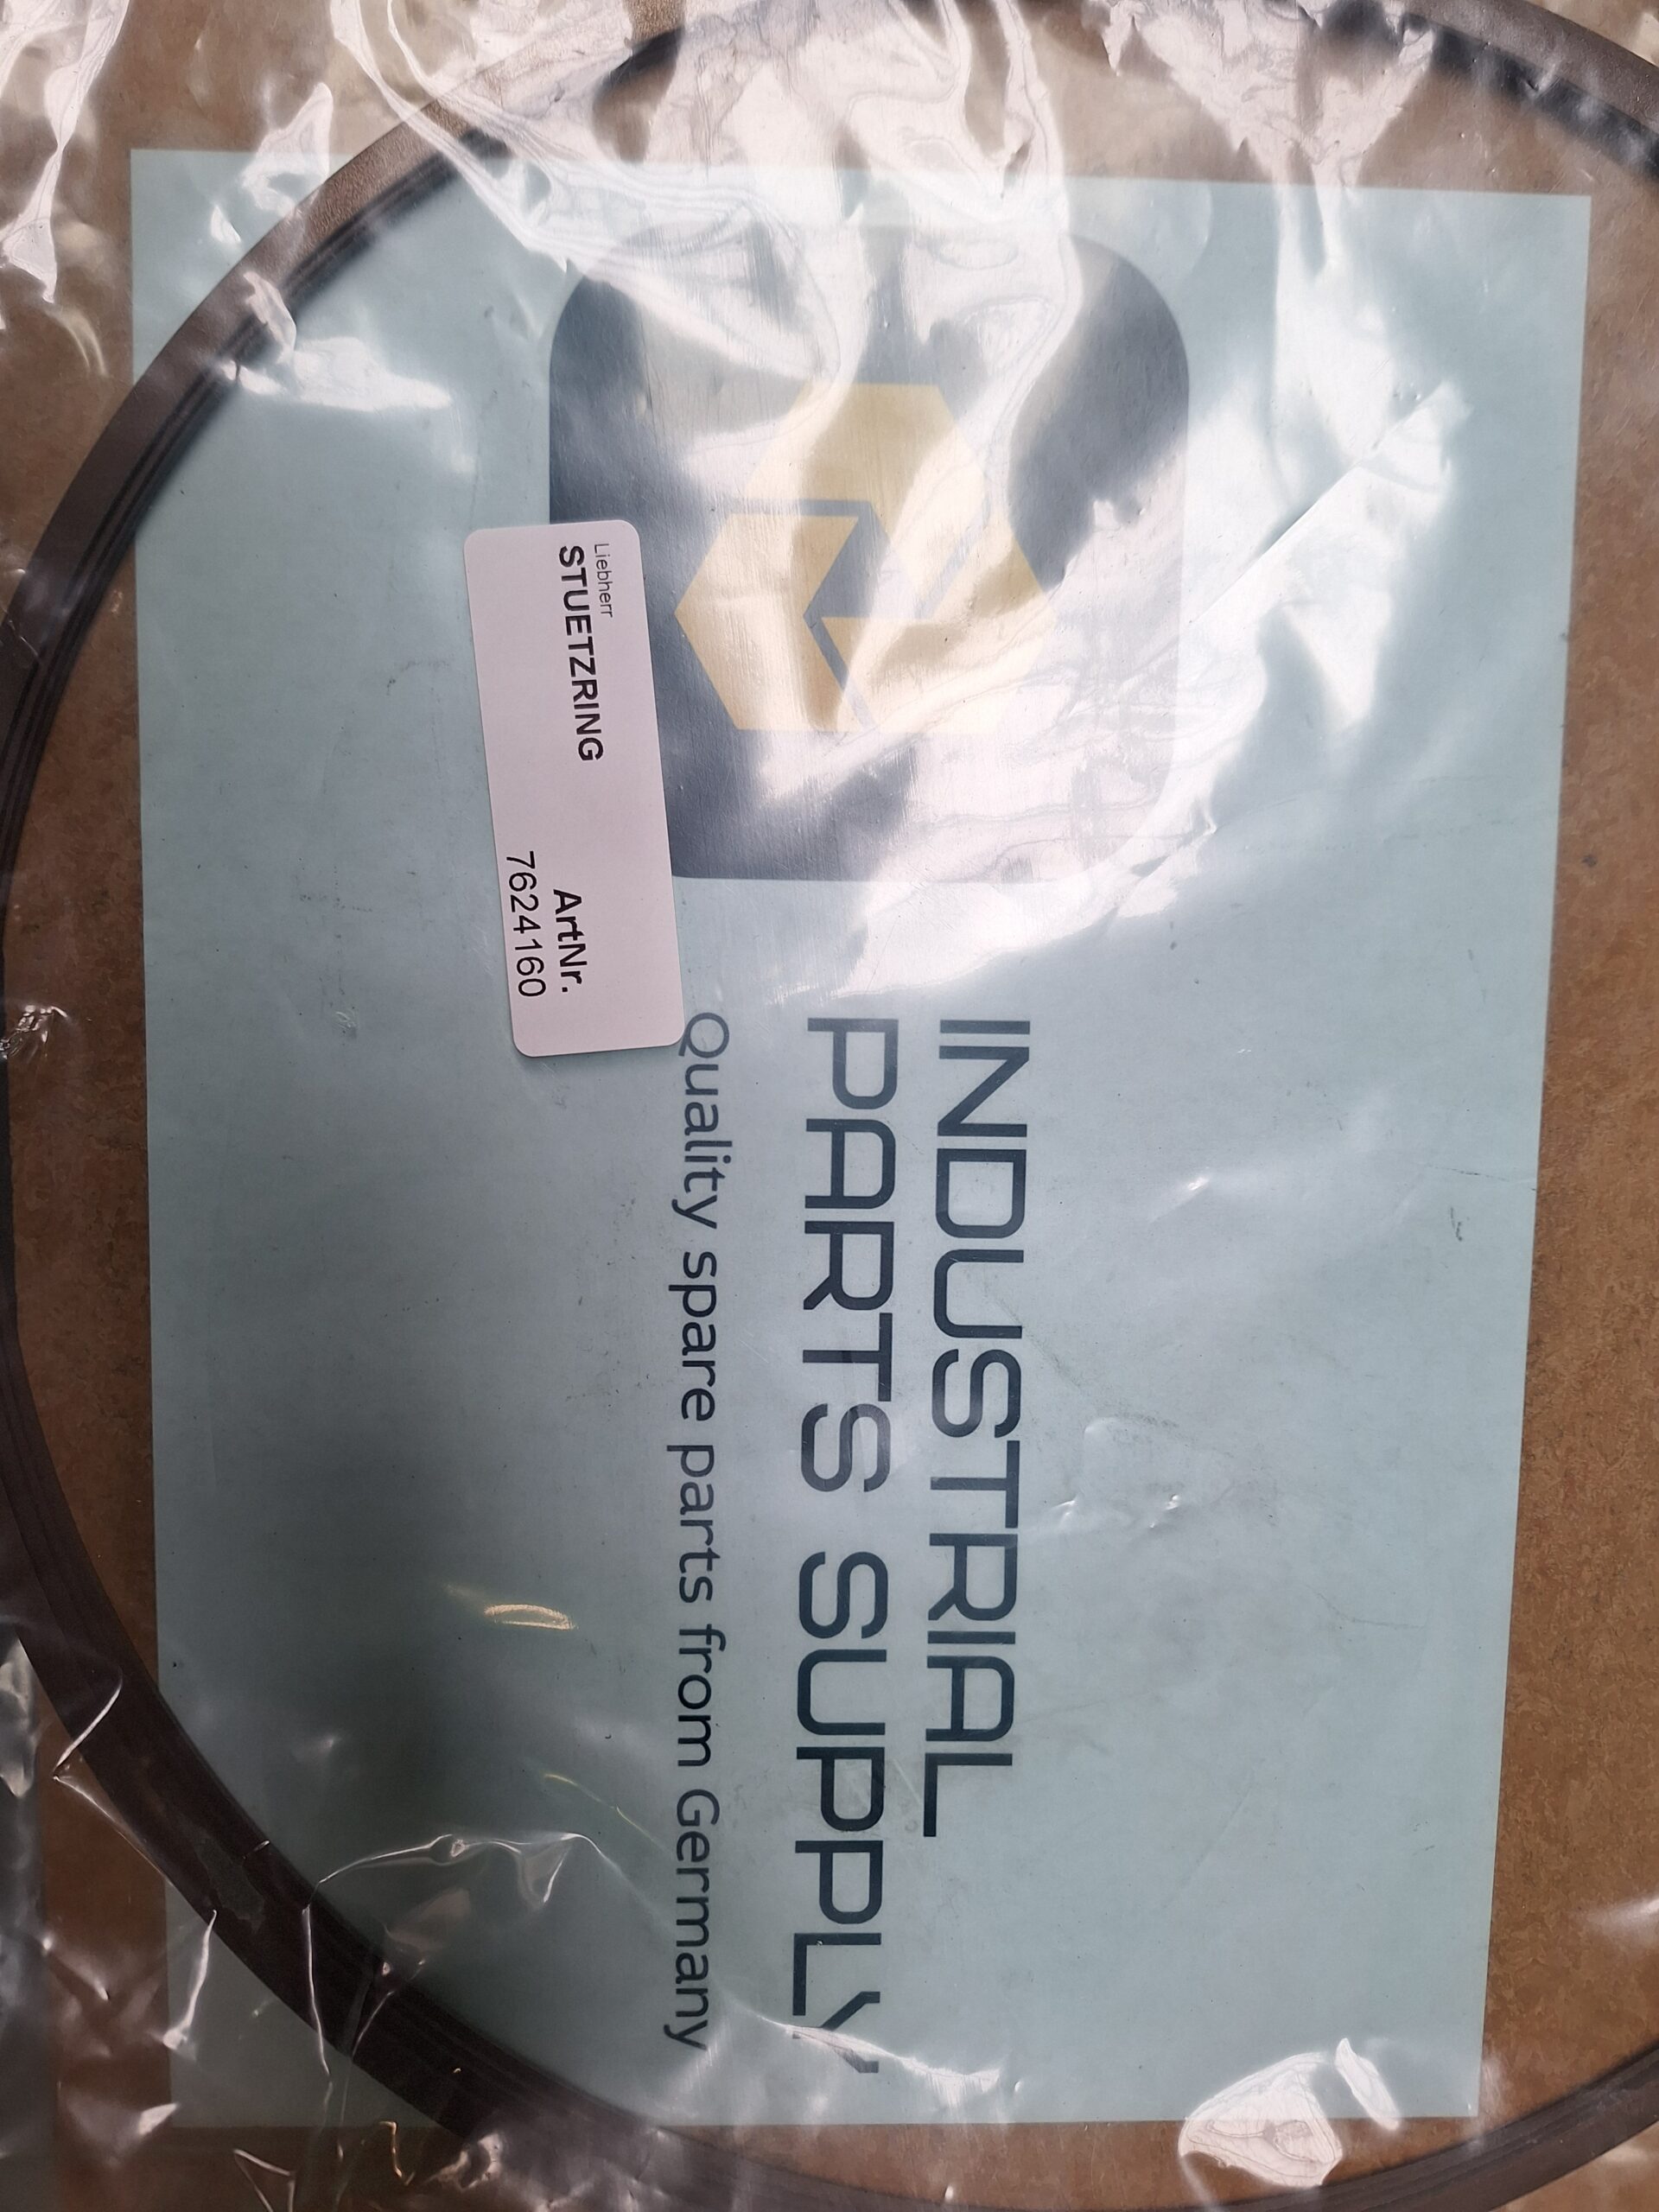 INDUSTRIAL
PARTS SUPPLY
Quality spare parts from Germany
Liebherr
STUETZRING
ArtNr.
7624160